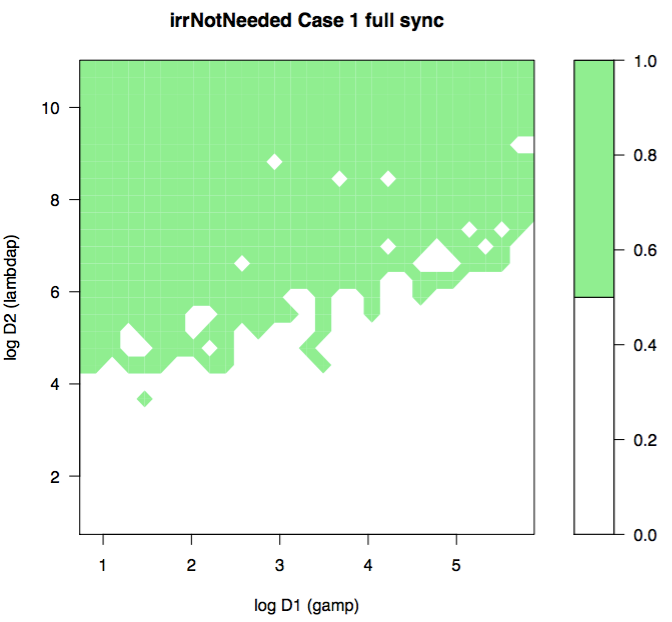 irrNotNeeded Case 1 full sync
log D2 (lambdap)
10
8
6
4
2
1 2 3 4 5
log D1 (gamp)
1.0
0.8
0.6
0.4
0.2
0.0